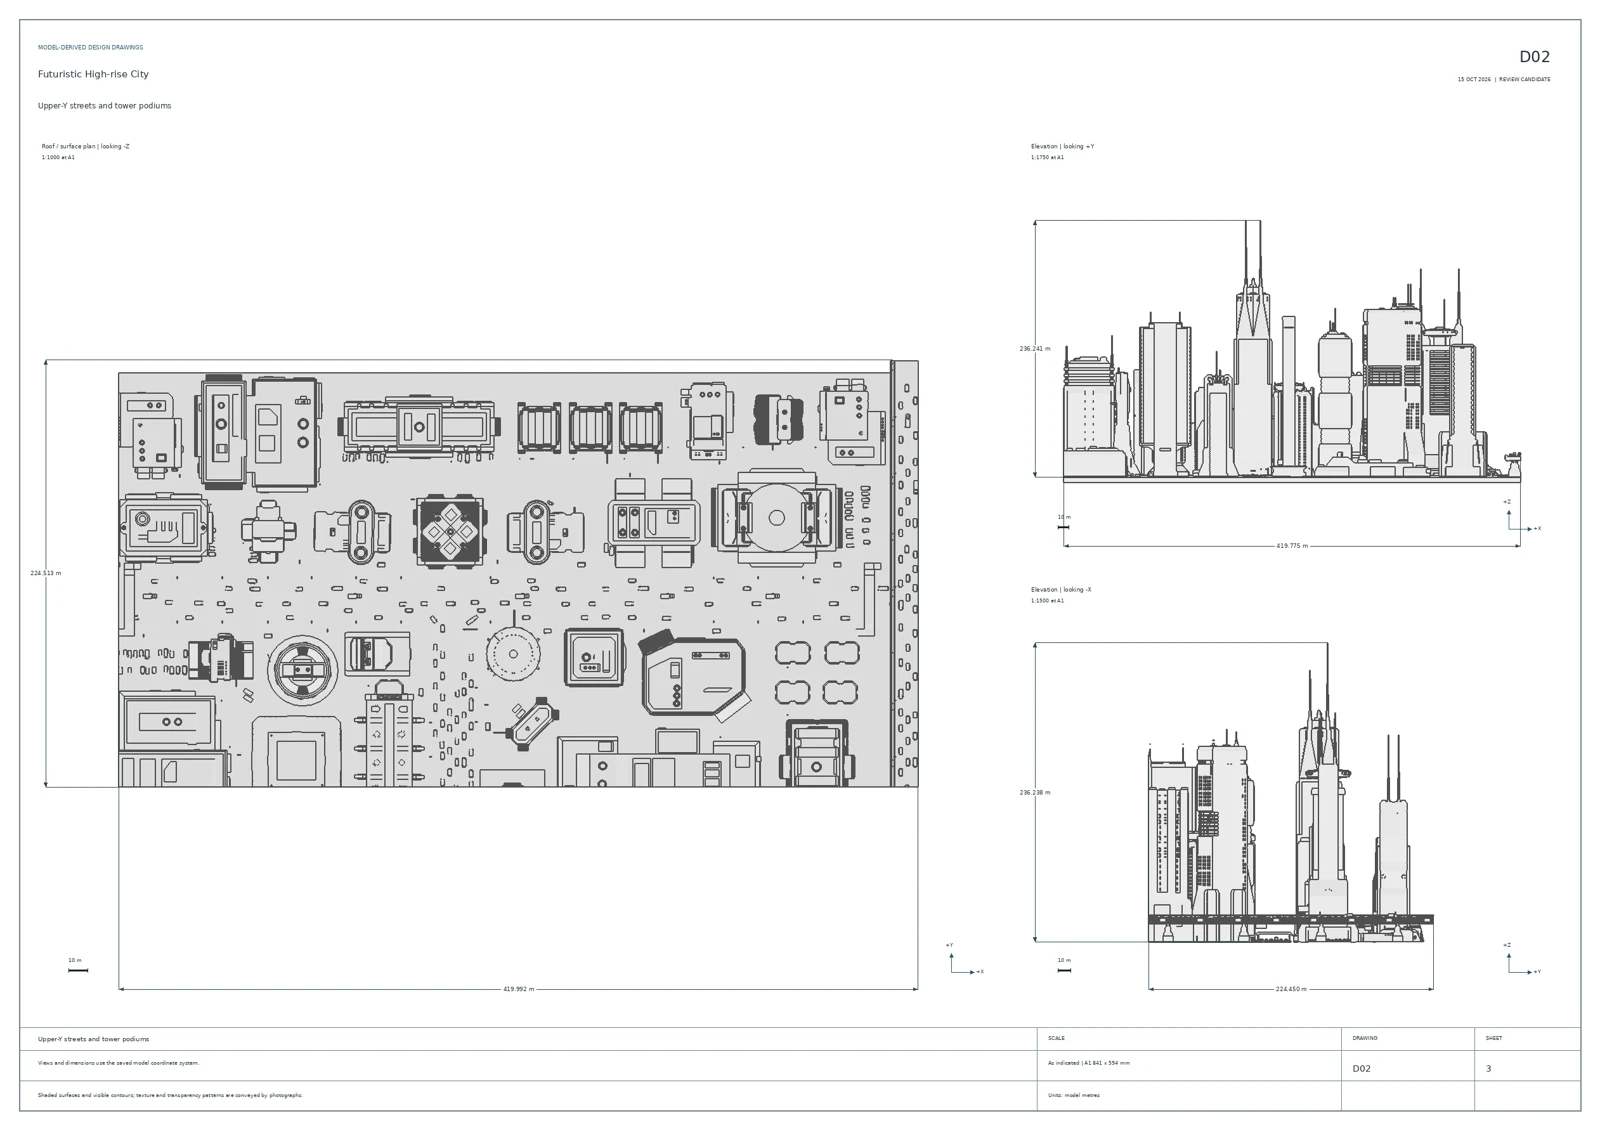 MODEL-DERIVED DESIGN DRAWINGS
Futuristic High-rise City
Upper-Y streets and tower podiums
D02
15 OCT 2026 | REVIEW CANDIDATE
Roof / surface plan | looking -Z
1:1000 at A1
224.513 m
419.992 m
10 m
+Y
+X
Elevation | looking +Y
1:1750 at A1
236.241 m
10 m
+Z
+X
419.775 m
Elevation | looking -X
1:1500 at A1
236.238 m
10 m
+Z
+Y
224.450 m
Upper-Y streets and tower podiums
Views and dimensions use the saved model coordinate system.
Shaded surfaces and visible contours; texture and transparency patterns are conveyed by photographs.
SCALE
As indicated | A1 841 x 594 mm
Units: model metres
DRAWING
D02
SHEET
3